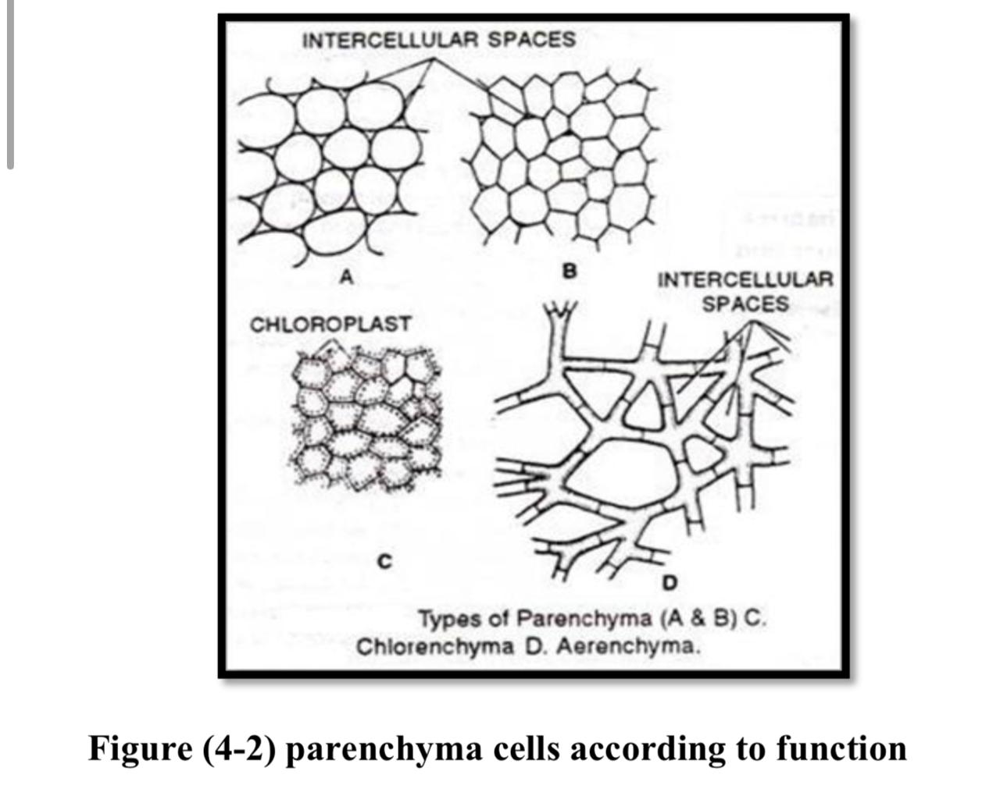 INTERCELLULAR SPACES
A
B
INTERCELLULAR
SPACES
CHLOROPLAST
C
D
Types of Parenchyma (A & B) C.
Chlorenchyma D. Aerenchyma.
Figure (4-2) parenchyma cells according to function